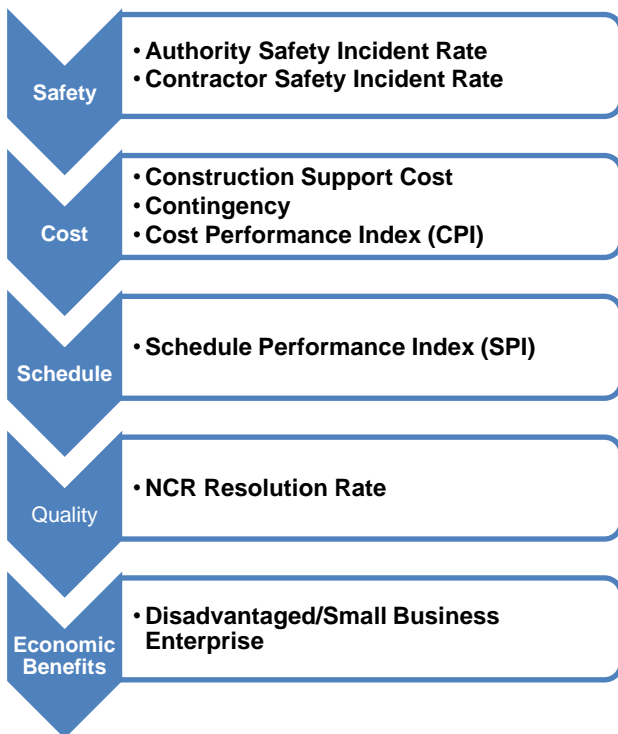 Safety
• Authority Safety Incident Rate
• Contractor Safety Incident Rate
Cost
• Construction Support Cost
• Contingency
• Cost Performance Index (CPI)
Schedule
• Schedule Performance Index (SPI)
Quality
• NCR Resolution Rate
Economic
Benefits
• Disadvantaged/Small Business
Enterprise